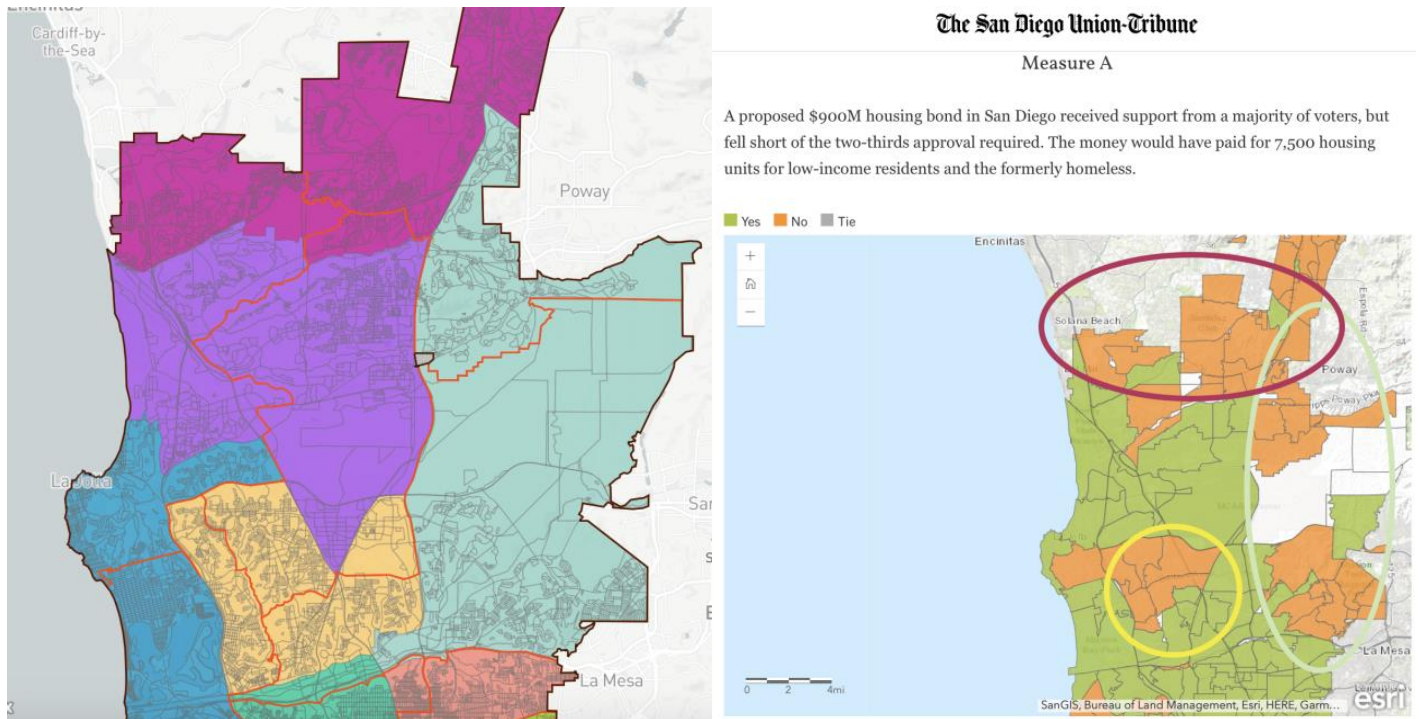 Encinitas
Cardiff-by-
the-Sea
Poway
La Jolla
San
La Mesa
The San Diego Union-Tribune
Measure A
A proposed $900M housing bond in San Diego received support from a majority of voters, but
fell short of the two-thirds approval required. The money would have paid for 7,500 housing
units for low-income residents and the formerly homeless.
Yes No Tie
Encinitas
+
−
Solana Beach
Espola Rd
Poway
La Mesa
0 2 4mi
SanGIS, Bureau of Land Management, Esri, HERE, Garm...
esri